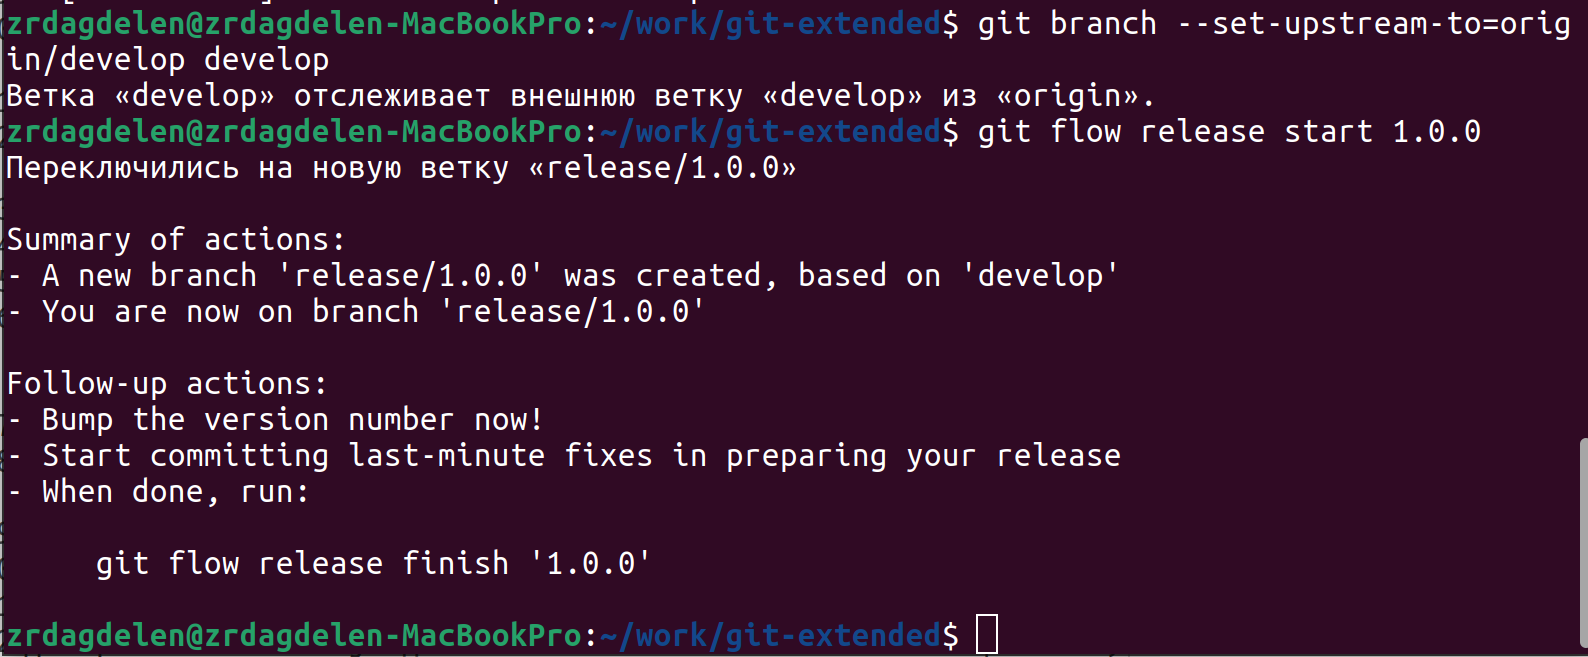 zrdagdelen@zrdagdelen-MacBookPro:~/work/git-extended$ git branch --set-upstream-to=orig
in/develop develop
Ветка «develop» отслеживает внешнюю ветку «develop» из «origin».
zrdagdelen@zrdagdelen-MacBookPro:~/work/git-extended$ git flow release start 1.0.0
Переключились на новую ветку «release/1.0.0»

Summary of actions:
- A new branch 'release/1.0.0' was created, based on 'develop'
- You are now on branch 'release/1.0.0'

Follow-up actions:
- Bump the version number now!
- Start committing last-minute fixes in preparing your release
- When done, run:

     git flow release finish '1.0.0'

zrdagdelen@zrdagdelen-MacBookPro:~/work/git-extended$